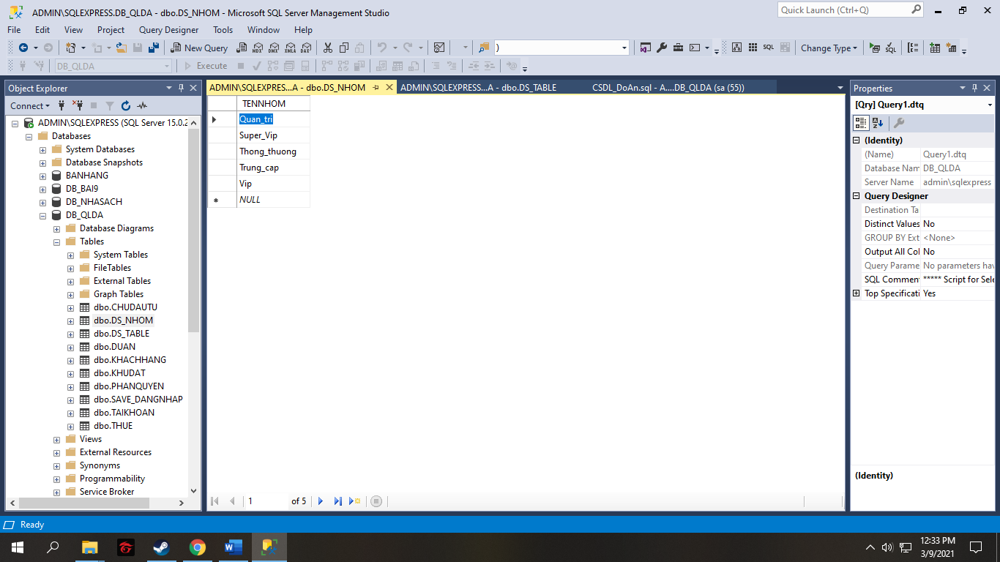 ADMIN\SQLEXPRESS.DB_QLDA - dbo.DS_NHOM - Microsoft SQL Server Management Studio
Quick Launch (Ctrl+Q)
File Edit View Project Query Designer Tools Window Help
New Query MDX DMX XMLA DAX ) SQL Change Type SQL
DB_QLDA Execute
Object Explorer
Connect
ADMIN\SQLEXPRESS (SQL Server 15.0.2
Databases
System Databases
Database Snapshots
BANHANG
DB_BAI9
DB_NHASACH
DB_QLDA
Database Diagrams
Tables
System Tables
FileTables
External Tables
Graph Tables
dbo.CHUDAUTU
dbo.DS_NHOM
dbo.DS_TABLE
dbo.DUAN
dbo.KHACHHANG
dbo.KHUDAT
dbo.PHANQUYEN
dbo.SAVE_DANGNHAP
dbo.TAIKHOAN
dbo.THUE
Views
External Resources
Synonyms
Programmability
Service Broker
ADMIN\SQLEXPRES...A - dbo.DS_NHOM
ADMIN\SQLEXPRESS...A - dbo.DS_TABLE
CSDL_DoAn.sql - A....DB_QLDA (sa (55))
TENNHOM
Quan_tri
Super_Vip
Thong_thuong
Trung_cap
Vip
NULL
1 of 5
Properties
[Qry] Query1.dtq
(Identity)
(Name) Query1.dtq
Database Nam DB_QLDA
Server Name admin\sqlexpress
Query Designer
Destination Ta
Distinct Values No
GROUP BY Ext <None>
Output All Col No
Query Parame No parameters hav
SQL Commen ***** Script for Sele
Top Specificati Yes
(Identity)
Ready
12:33 PM
3/9/2021